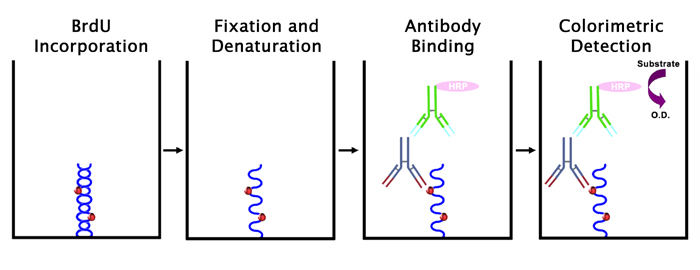 BrdU
Incorporation
Fixation and
Denaturation
Antibody
Binding
HRP
Colorimetric
Detection
Substrate
HRP
O.D.